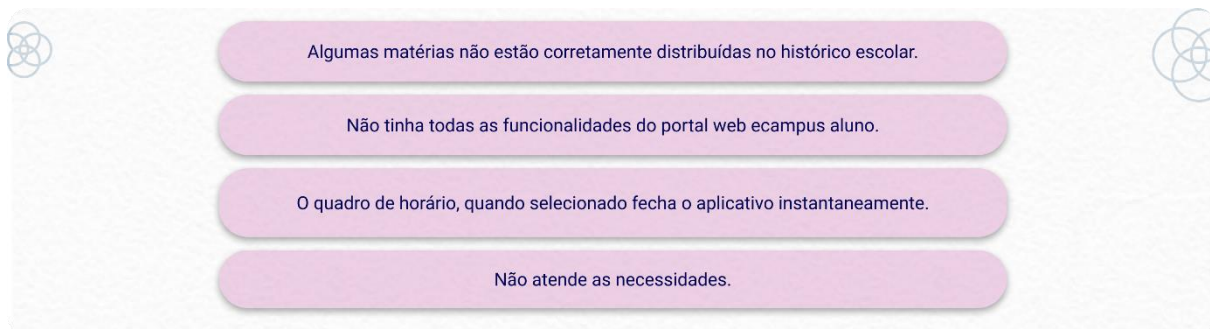 Algumas matérias não estão corretamente distribuídas no histórico escolar.
Não tinha todas as funcionalidades do portal web ecampus aluno.
O quadro de horário, quando selecionado fecha o aplicativo instantaneamente.
Não atende as necessidades.